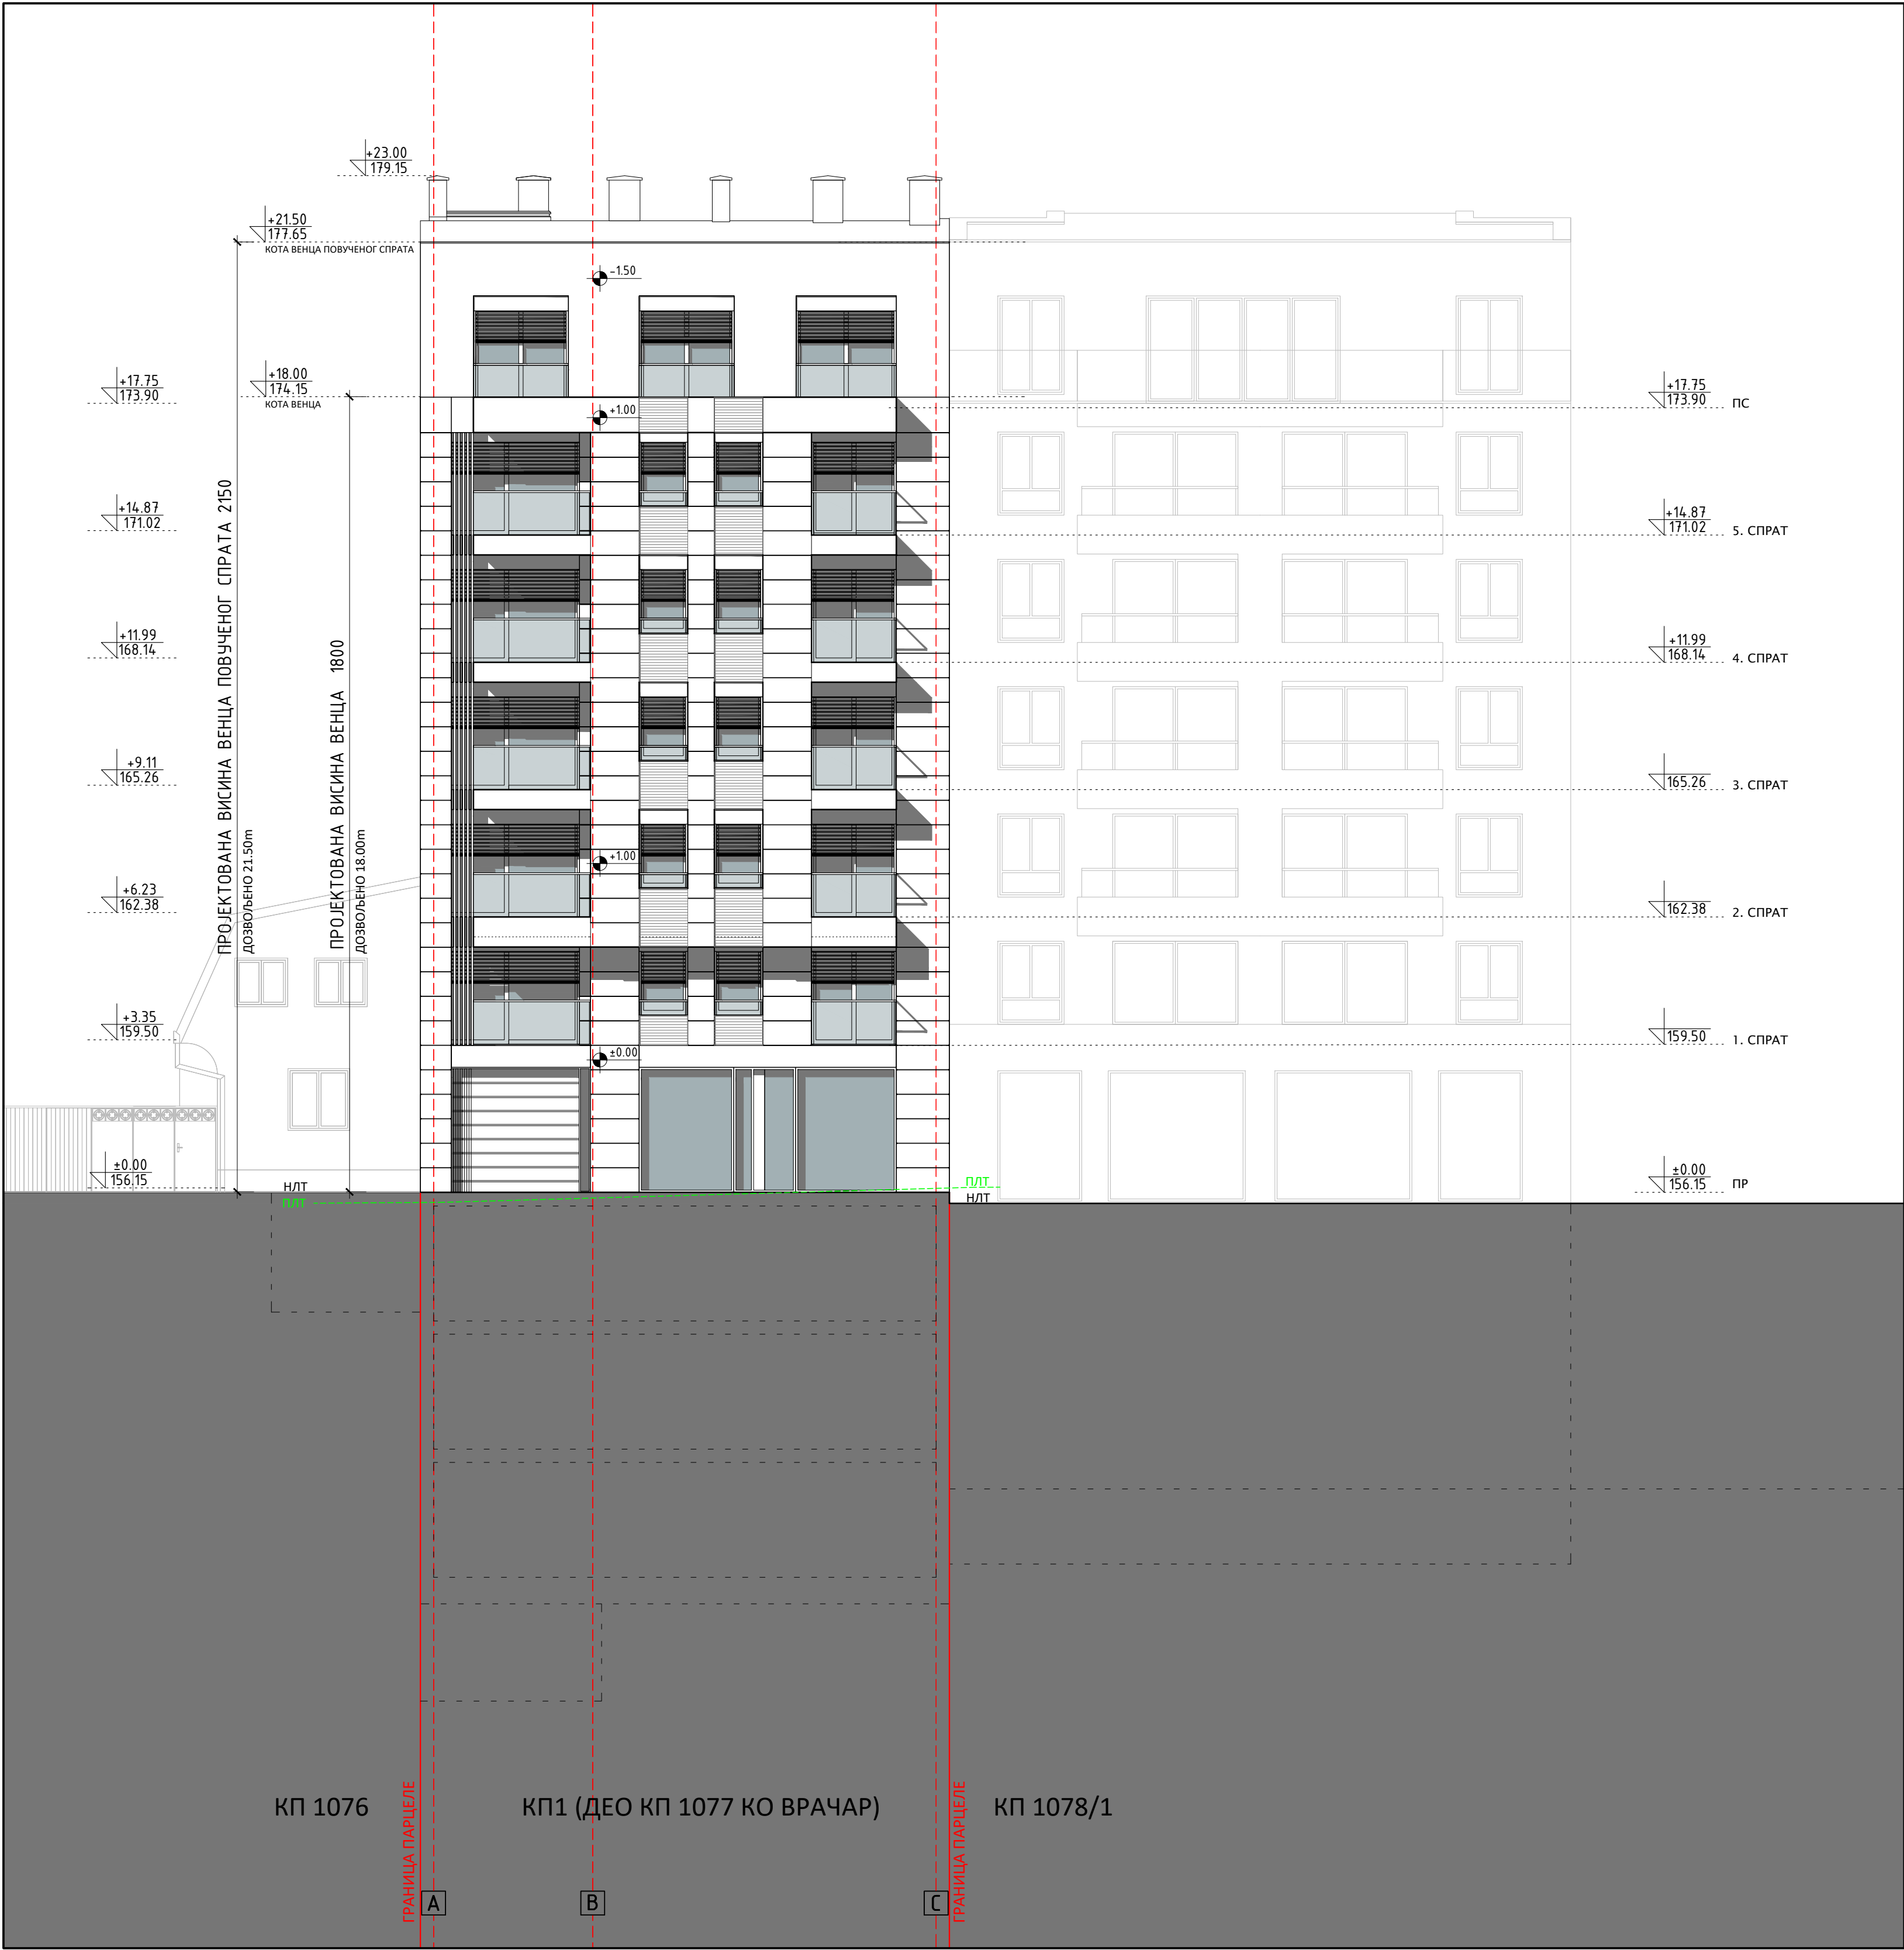 +23.00
179.15
+21.50
177.65
КОТА ВЕНЦА ПОВУЧЕНОГ СПРАТА
-1.50
+18.00
174.15
КОТА ВЕНЦА
+17.75
173.90
+1.00
+17.75
173.90
ПС
+14.87
171.02
+14.87
171.02
5. СПРАТ
+11.99
168.14
+11.99
168.14
4. СПРАТ
ПРОЈЕКТОВАНА ВИСИНА ВЕНЦА ПОВУЧЕНОГ СПРАТА 2150
ДОЗВОЉЕНО 21.50m
ПРОЈЕКТОВАНА ВИСИНА ВЕНЦА 1800
ДОЗВОЉЕНО 18.00m
+9.11
165.26
165.26
3. СПРАТ
+1.00
+6.23
162.38
162.38
2. СПРАТ
+3.35
159.50
159.50
1. СПРАТ
±0.00
±0.00
156.15
НЛТ
ПЛТ
ПЛТ
НЛТ
±0.00
156.15
ПР
КП 1076
КП1 (ДЕО КП 1077 КО ВРАЧАР)
КП 1078/1
ГРАНИЦА ПАРЦЕЛЕ
ГРАНИЦА ПАРЦЕЛЕ
A
B
C